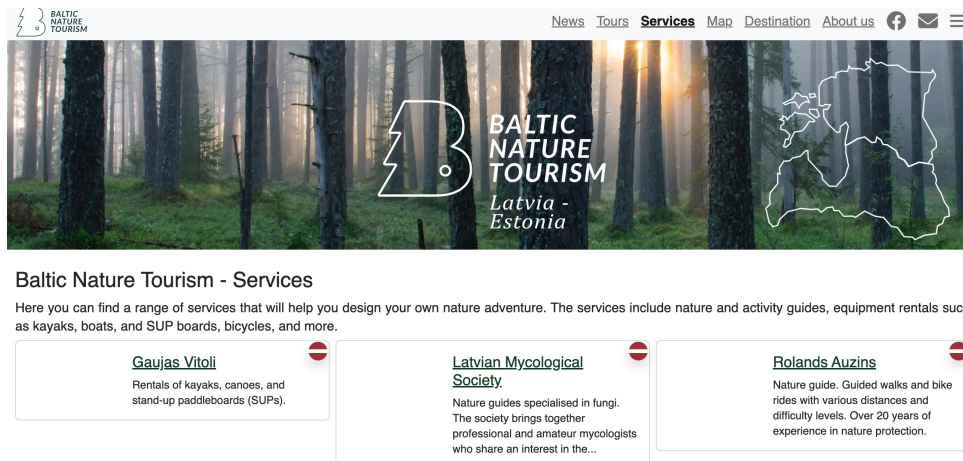 BALTIC
NATURE
TOURISM
News Tours Services Map Destination About us
BALTIC
NATURE
TOURISM
Latvia -
Estonia
Baltic Nature Tourism - Services
Here you can find a range of services that will help you design your own nature adventure. The services include nature and activity guides, equipment rentals suc
as kayaks, boats, and SUP boards, bicycles, and more.
Gaujas Vitoli
Rentals of kayaks, canoes, and
stand-up paddleboards (SUPs).
Latvian Mycological
Society
Nature guides specialised in fungi.
The society brings together
professional and amateur mycologists
who share an interest in the...
Rolands Auzins
Nature guide. Guided walks and bike
rides with various distances and
difficulty levels. Over 20 years of
experience in nature protection.